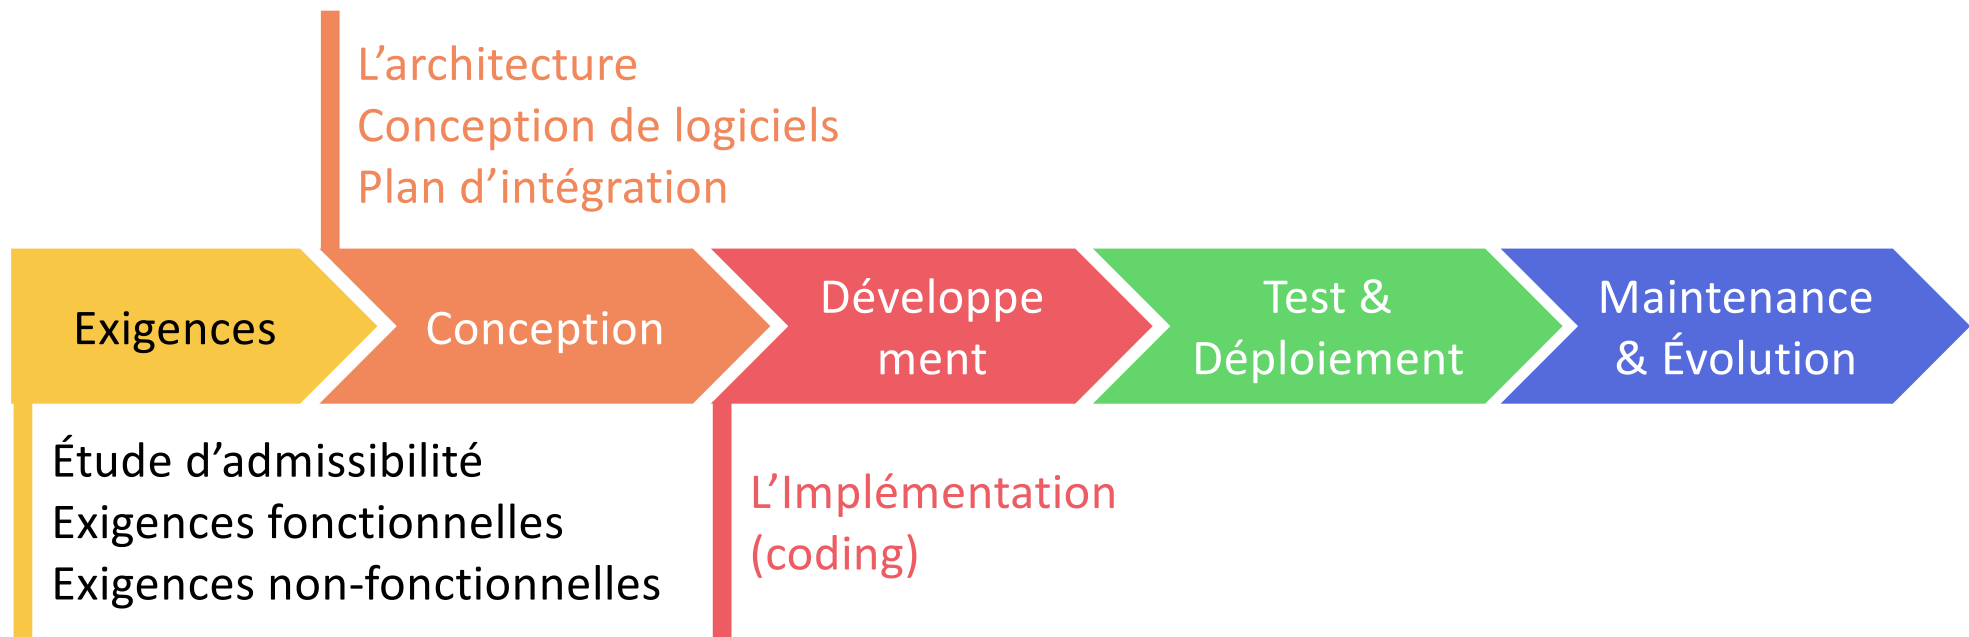 L’architecture
Conception de logiciels
Plan d’intégration
Exigences
Conception
Développe
ment
Test &
Déploiement
Maintenance
& Évolution
Étude d’admissibilité
Exigences fonctionnelles
Exigences non-fonctionnelles
L’Implémentation
(coding)